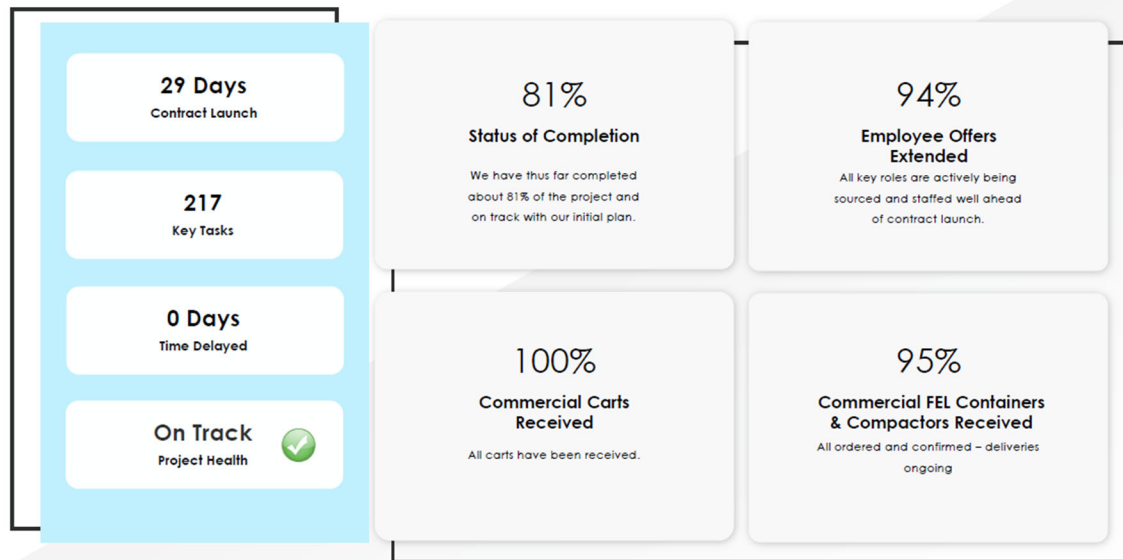 29 Days
Contract Launch
217
Key Tasks
0 Days
Time Delayed
On Track
Project Health
81%
Status of Completion
We have thus far completed
about 81% of the project and
on track with our initial plan.
94%
Employee Offers
Extended
All key roles are actively being
sourced and staffed well ahead
of contract launch.
100%
Commercial Carts
Received
All carts have been received.
95%
Commercial FEL Containers
& Compactors Received
All ordered and confirmed – deliveries
ongoing